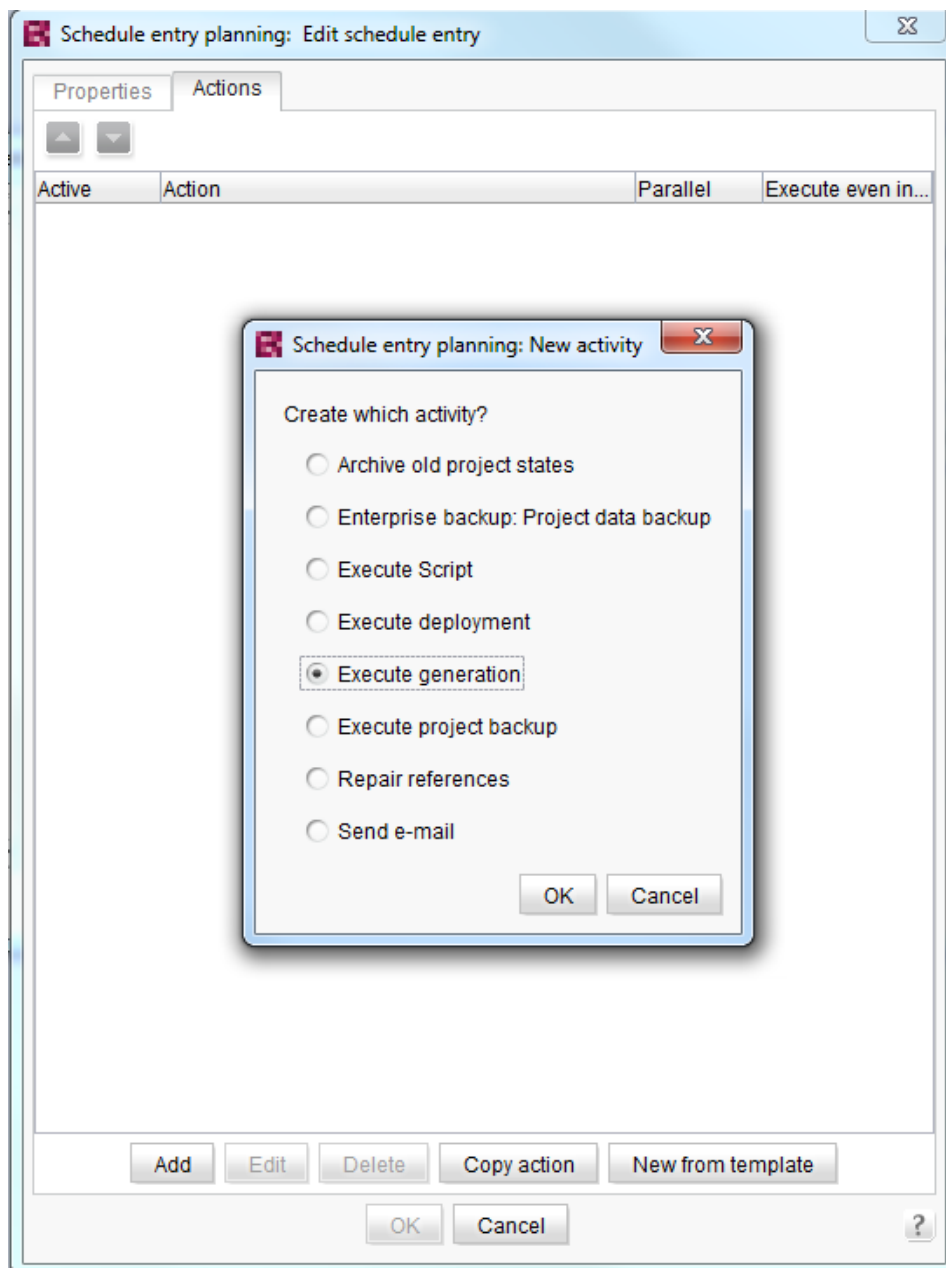 Schedule entry planning: Edit schedule entry
Properties Actions
Active Action Parallel Execute even in...
Schedule entry planning: New activity
Create which activity?
Archive old project states
Enterprise backup: Project data backup
Execute Script
Execute deployment
Execute generation
Execute project backup
Repair references
Send e-mail
OK Cancel
Add Edit Delete Copy action New from template
OK Cancel ?